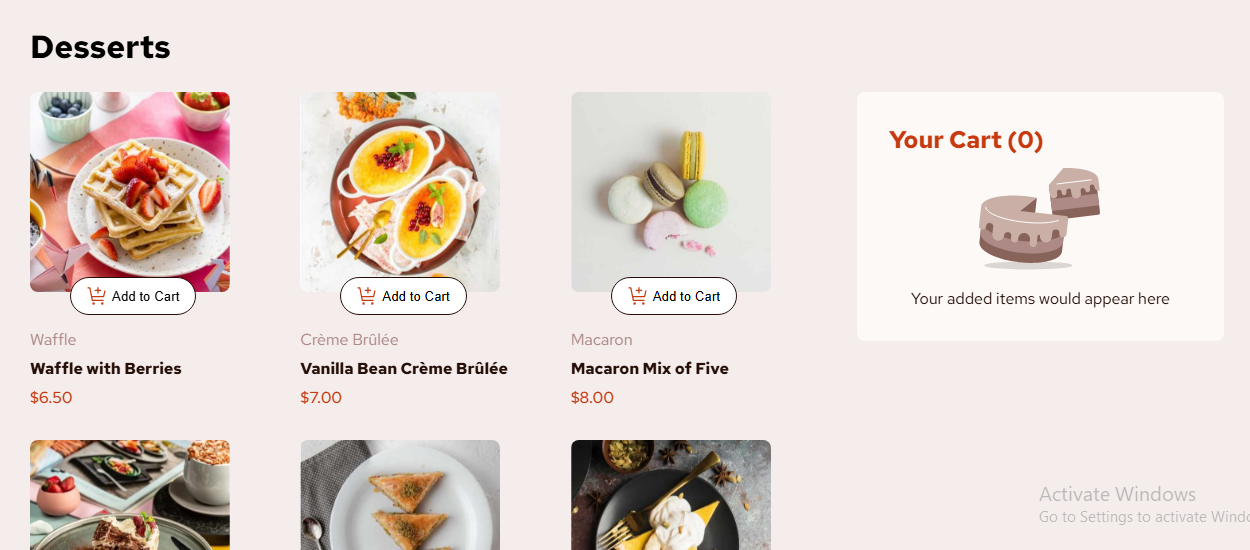 Desserts
Add to Cart
Waffle
Waffle with Berries
$6.50
Add to Cart
Crème Brûlée
Vanilla Bean Crème Brûlée
$7.00
Add to Cart
Macaron
Macaron Mix of Five
$8.00
Your Cart (0)
Your added items would appear here
Activate Windows
Go to Settings to activate